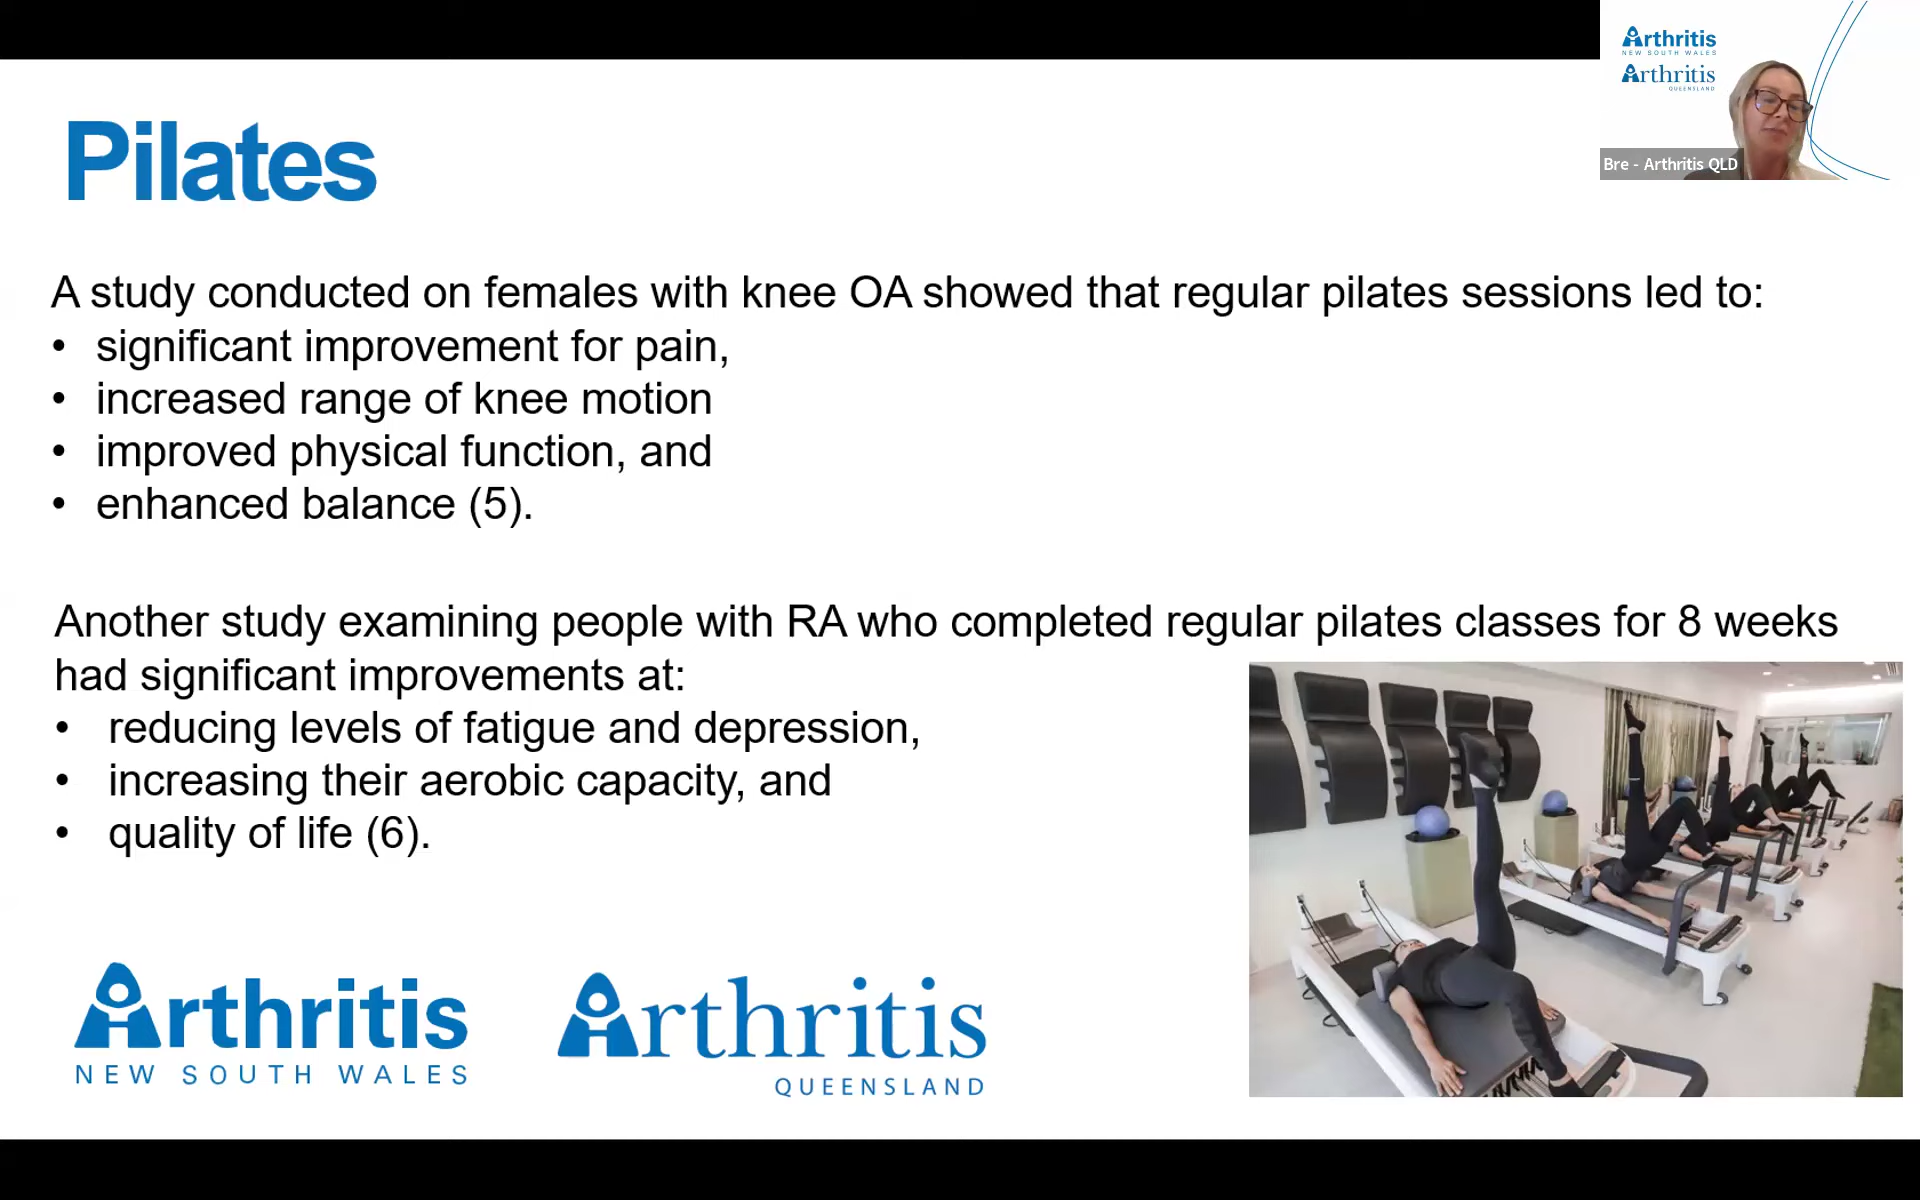 Arthritis
NEW SOUTH WALES
Arthritis
QUEENSLAND
Bre - Arthritis QLD
Pilates
A study conducted on females with knee OA showed that regular pilates sessions led to:
• significant improvement for pain,
• increased range of knee motion
• improved physical function, and
• enhanced balance (5).
Another study examining people with RA who completed regular pilates classes for 8 weeks
had significant improvements at:
• reducing levels of fatigue and depression,
• increasing their aerobic capacity, and
• quality of life (6).
Arthritis
NEW SOUTH WALES
Arthritis
QUEENSLAND